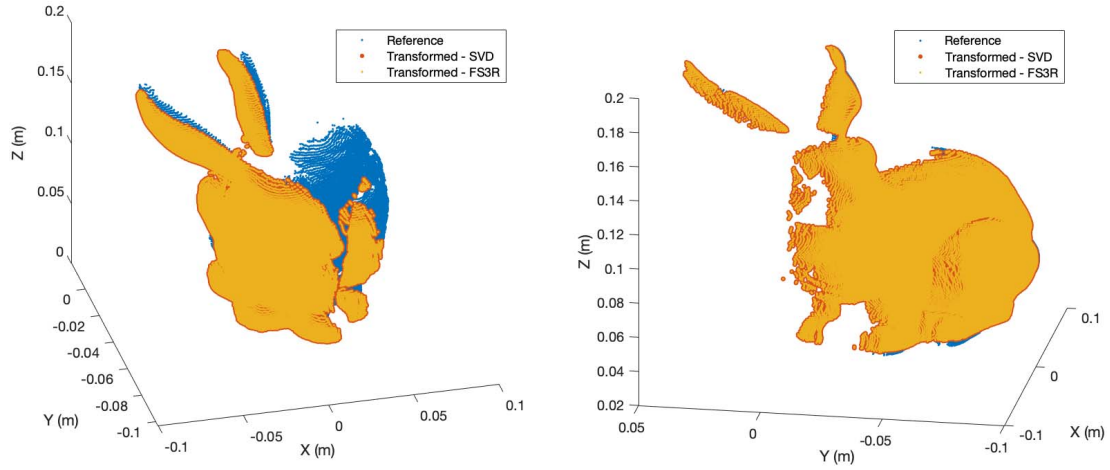 0.2
Reference
Transformed - SVD
Transformed - FS3R
0.15
Z (m)
0.1
0.05
0
0
-0.02
-0.04
-0.06
-0.08
-0.1
Y (m)
-0.1
-0.05
0
0.05
0.1
X (m)
Reference
Transformed - SVD
Transformed - FS3R
0.2
0.18
0.16
0.14
Z (m)
0.12
0.1
0.08
0.06
0.04
0.02
0.05
0
-0.05
-0.1
Y (m)
0.1
0
-0.1
X (m)